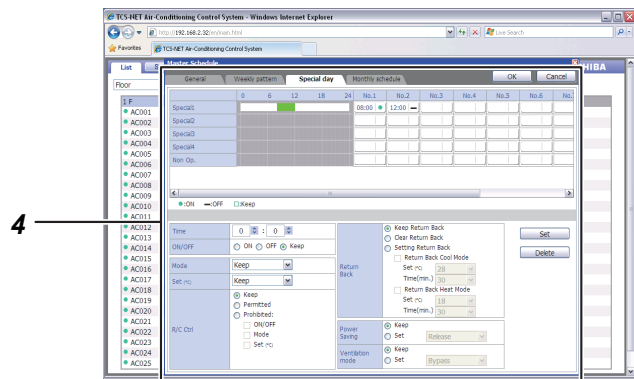 TCS-NET Air-Conditioning Control System - Windows Internet Explorer
http://192.168.2.32/en/main.html
Live Search
Favorites TCS-NET Air-Conditioning Control System
List S Master Schedule HIBA
General Weekly pattern Special day Monthly schedule OK Cancel
Floor
0 6 12 18 24 No.1 No.2 No.3 No.4 No.5 No.6 No.
1 F
Special1 08:00 12:00
AC001
Special2
AC002
Special3
AC003
Special4
AC004
Non Op.
AC005
AC006
AC007
AC008
AC009
AC010
:ON :OFF :Keep
AC011
4
AC012
Time 0 : 0
ON/OFF ON OFF Keep
Mode Keep
Set (°C) Keep
R/C Ctrl
Keep
Permitted
Prohibited:
ON/OFF
Mode
Set (°C)
Return Back
Keep Return Back
Clear Return Back
Setting Return Back
Return Back Cool Mode
Set (°C) 28
Time(min.) 30
Return Back Heat Mode
Set (°C) 18
Time(min.) 30
Power Saving
Keep
Set Release
Ventilation mode
Keep
Set Bypass
Set
Delete
AC013
AC014
AC015
AC016
AC017
AC018
AC019
AC020
AC021
AC022
AC023
AC024
AC025